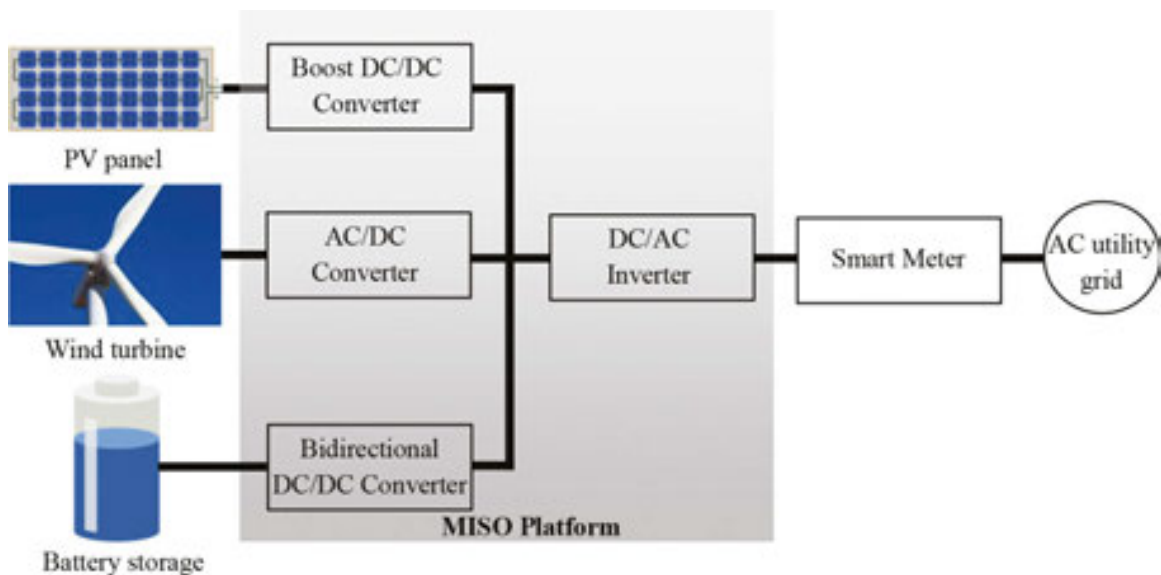 Boost DC/DC
Converter
PV panel
AC/DC
Converter
DC/AC
Inverter
Smart Meter
AC utility
grid
Wind turbine
Bidirectional
DC/DC Converter
MISO Platform
Battery storage